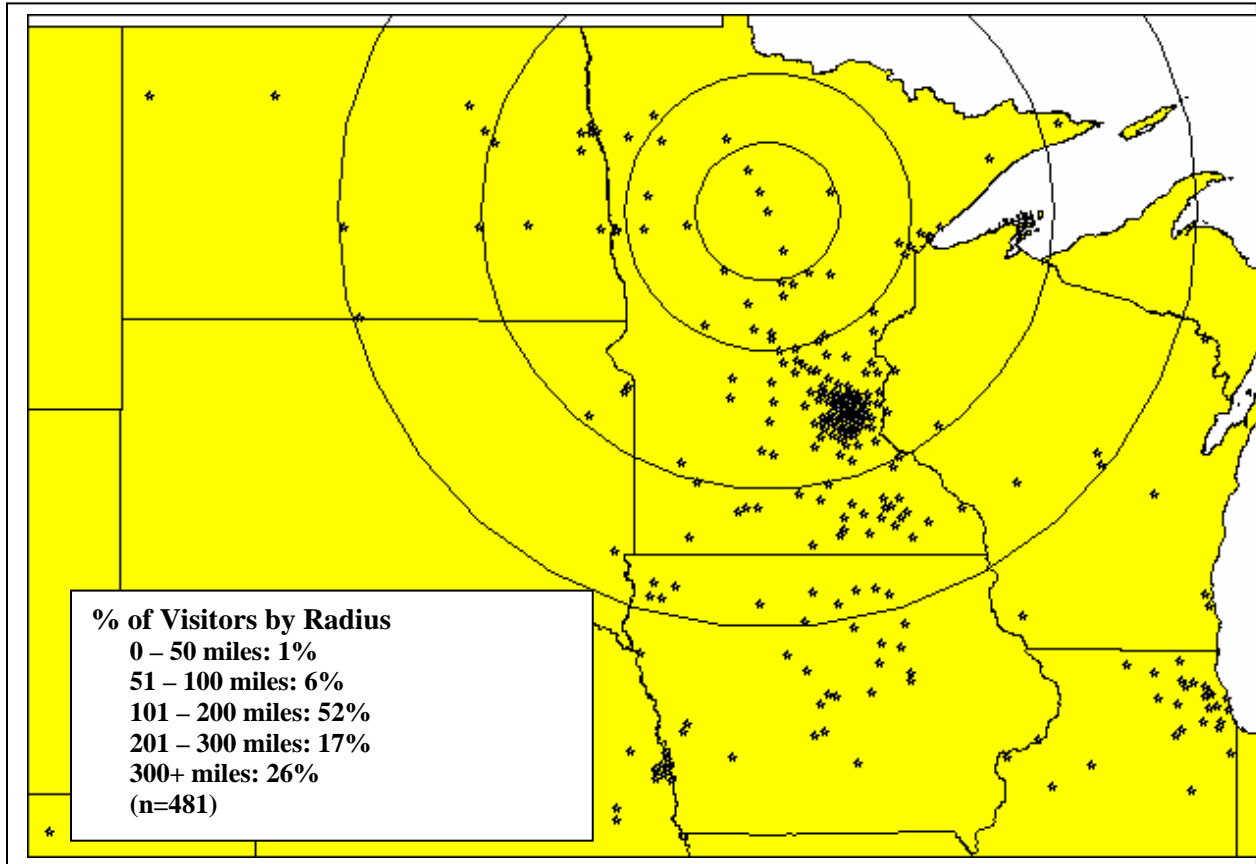 % of Visitors by Radius
0 – 50 miles: 1%
51 – 100 miles: 6%
101 – 200 miles: 52%
201 – 300 miles: 17%
300+ miles: 26%
(n=481)